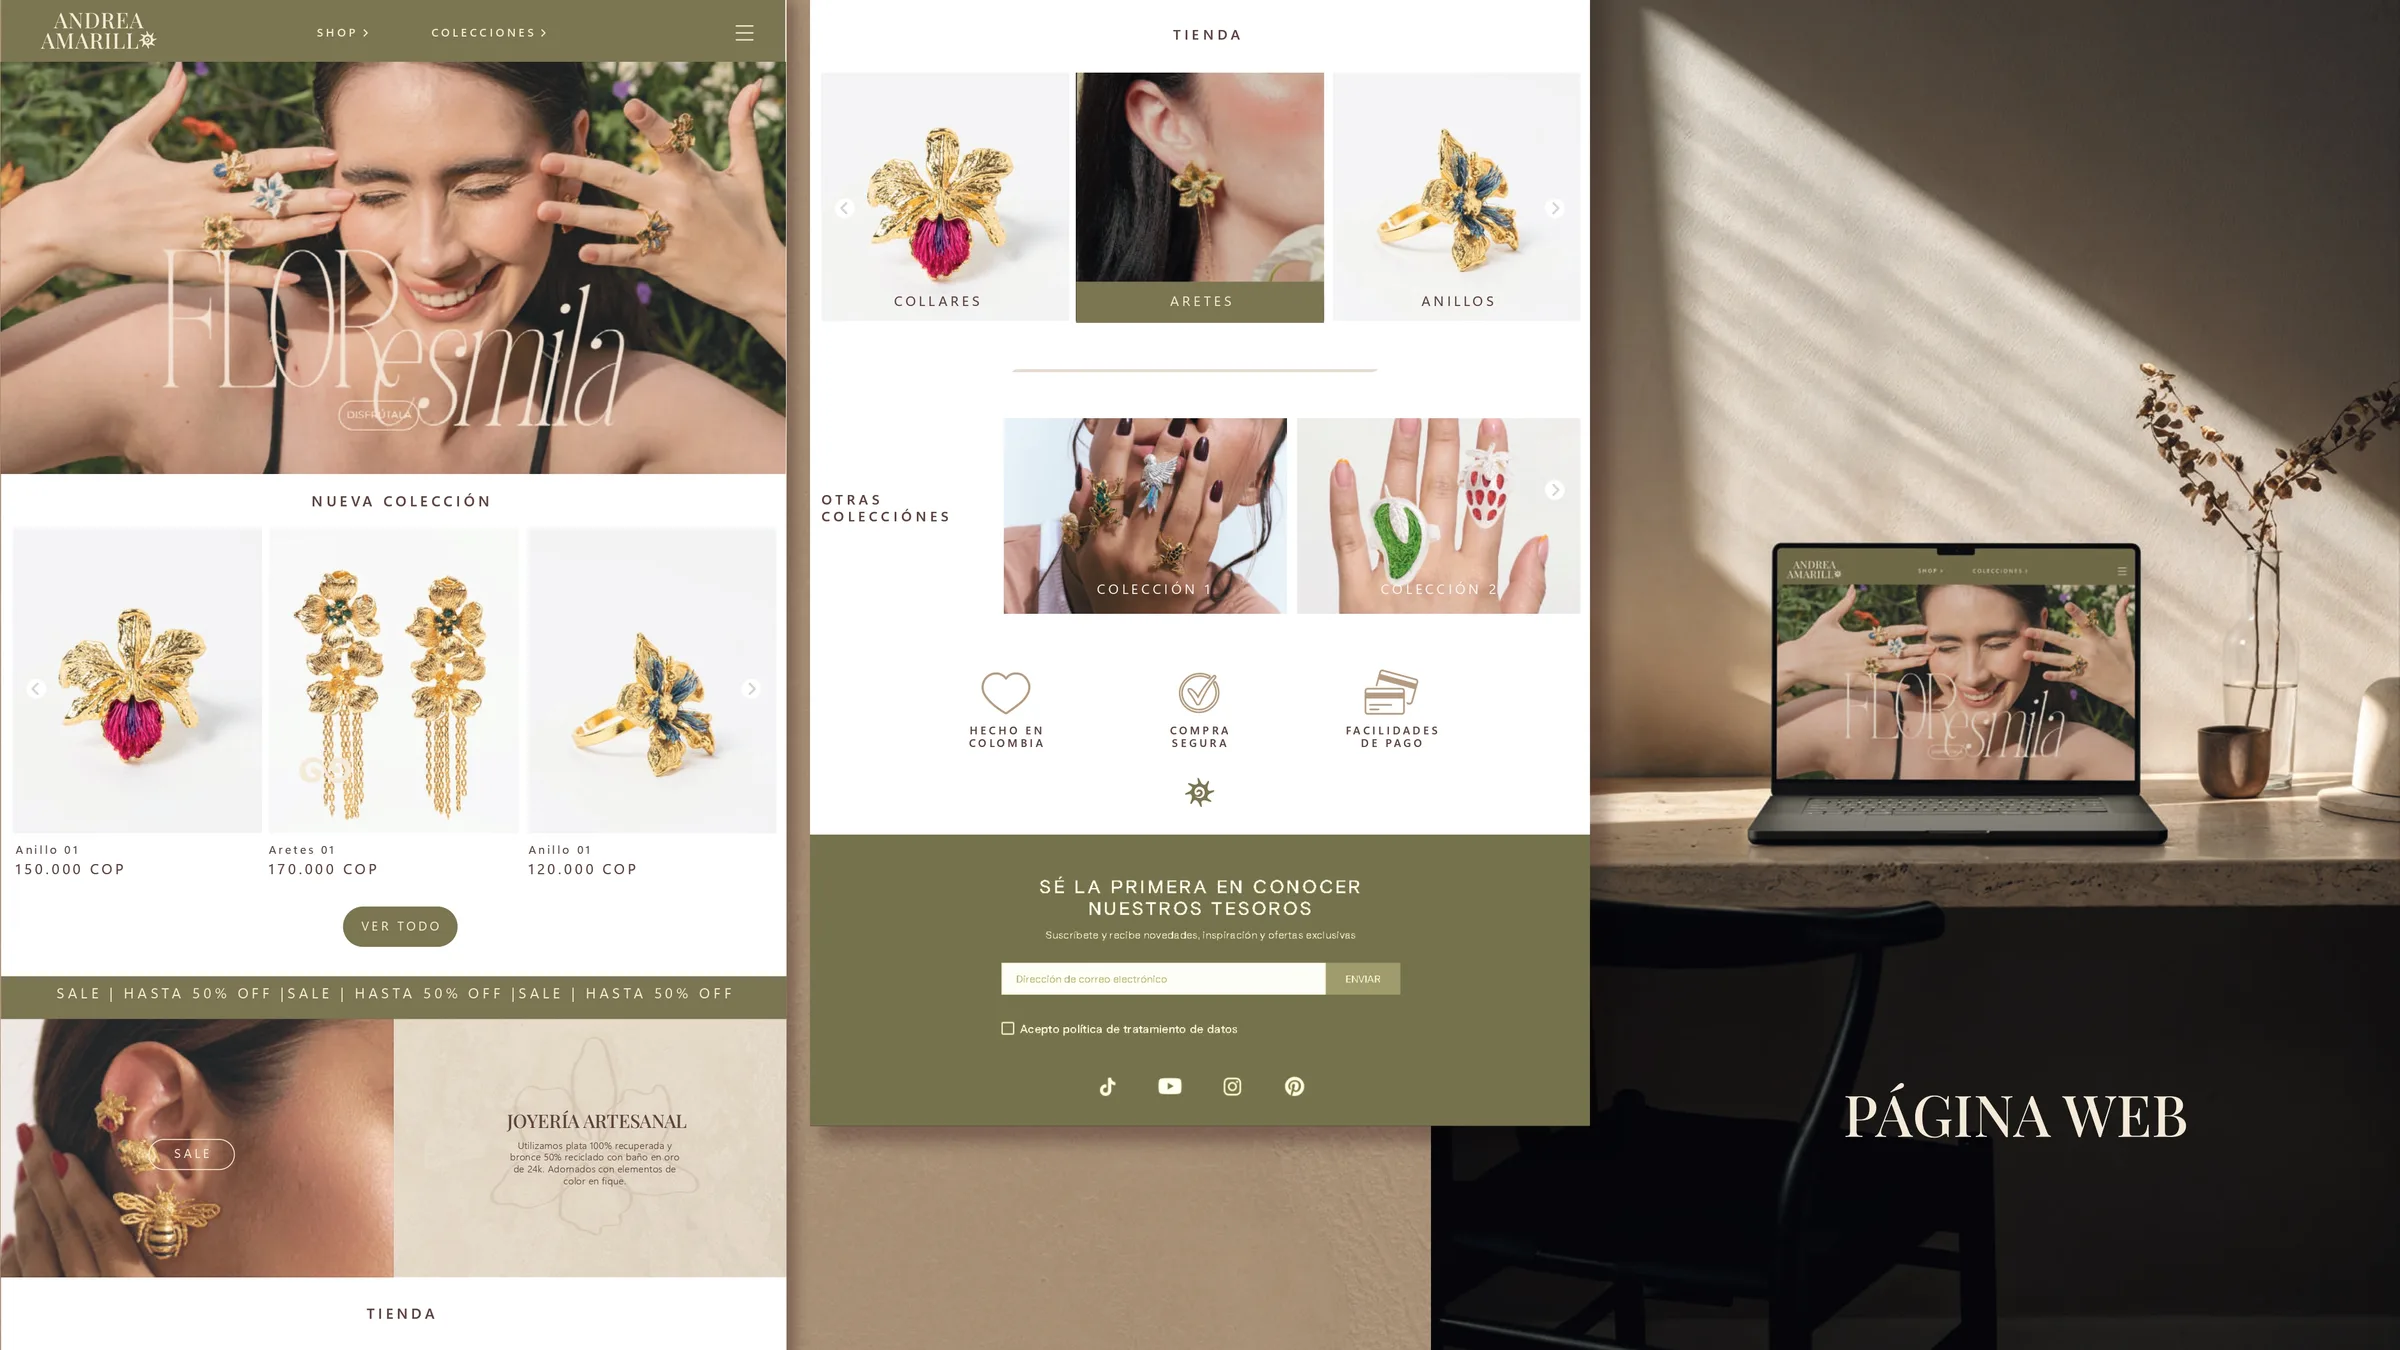 ANDREA
AMARILLO
SHOP >
COLECCIONES >
FLOResmila
DISFRÚTALA
NUEVA COLECCIÓN
Anillo 01
150.000 COP
Aretes 01
170.000 COP
Anillo 01
120.000 COP
VER TODO
SALE | HASTA 50% OFF |SALE | HASTA 50% OFF |SALE | HASTA 50% OFF
SALE
JOYERÍA ARTESANAL
Utilizamos plata 100% recuperada y
bronce 50% reciclado con baño en oro
de 24k. Adornados con elementos de
color en fique.
TIENDA
TIENDA
COLLARES
ARETES
ANILLOS
OTRAS
COLECCIÓNES
COLECCIÓN 1
COLECCIÓN 2
HECHO EN
COLOMBIA
COMPRA
SEGURA
FACILIDADES
DE PAGO
SÉ LA PRIMERA EN CONOCER
NUESTROS TESOROS
Suscríbete y recibe novedades, inspiración y ofertas exclusivas
Dirección de correo electrónico
ENVIAR
Acepto política de tratamiento de datos
ANDREA
AMARILLO
SHOP >
COLECCIONES >
FLOResmila
PÁGINA WEB